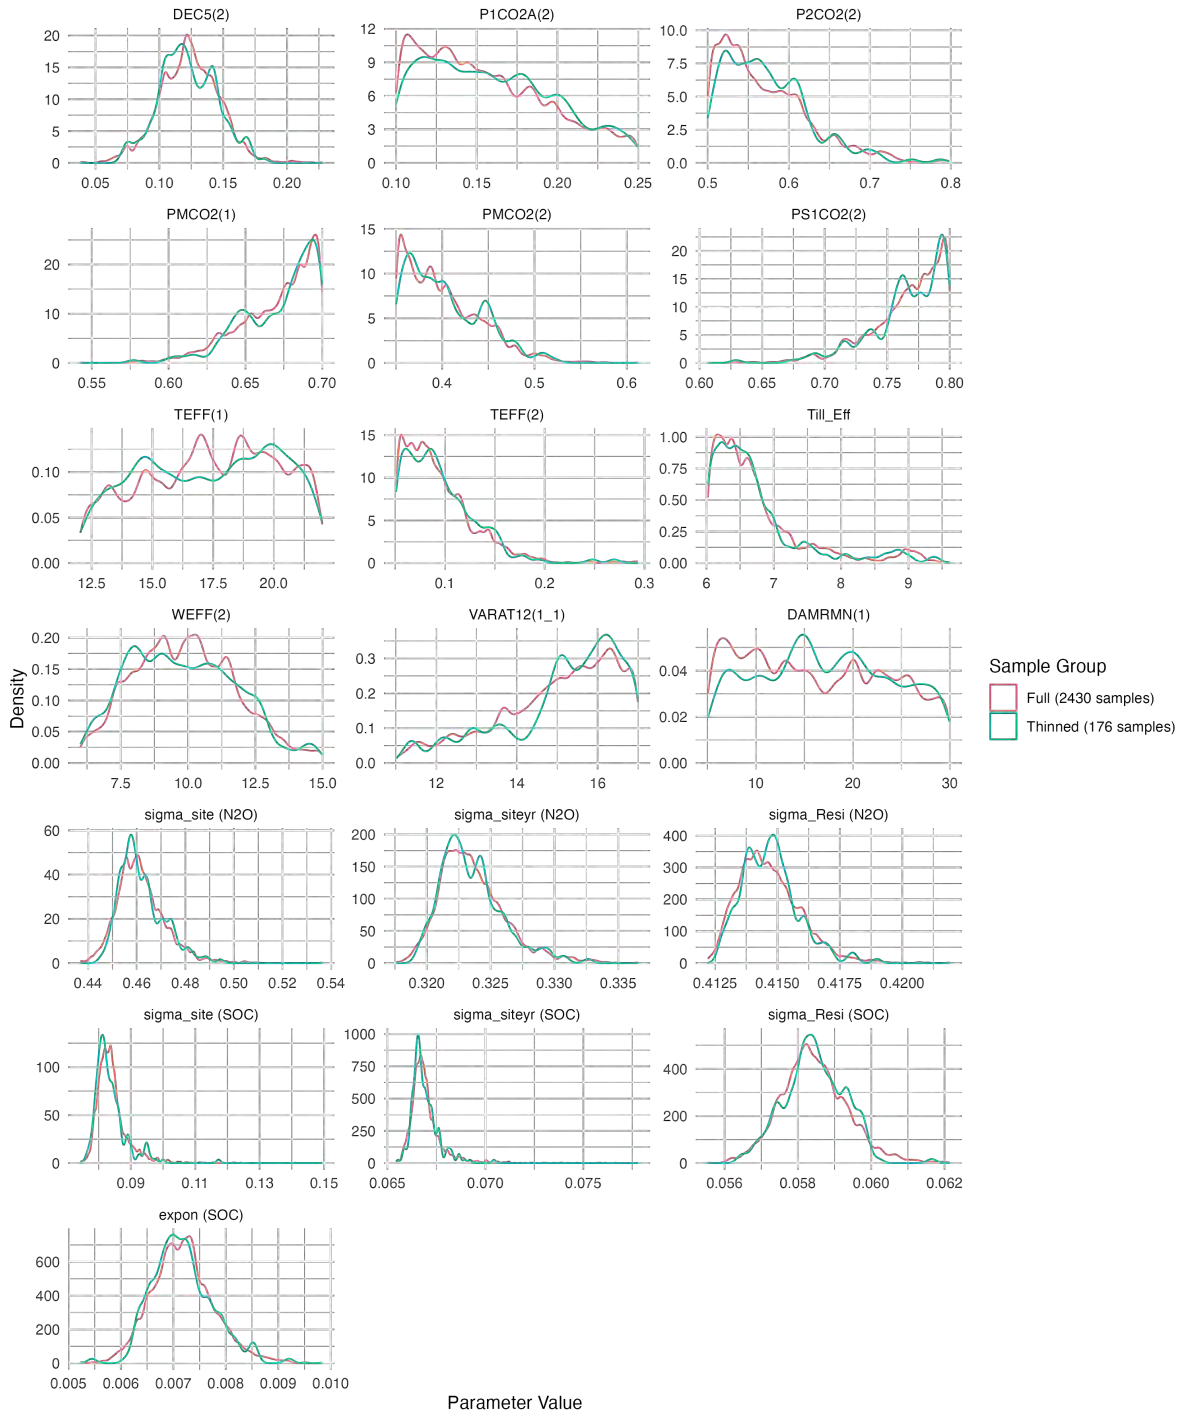 DEC5(2) P1CO2A(2) P2CO2(2)
20 12 10.0
15 9 7.5
10 6 5.0
5 3 2.5
0 0 0.0
0.05 0.10 0.15 0.20 0.10 0.15 0.20 0.25 0.5 0.6 0.7 0.8
PMCO2(1) PMCO2(2) PS1CO2(2)
20 10 0
15 10 5 0
20 15 10 5 0
0.55 0.60 0.65 0.70 0.4 0.5 0.6 0.60 0.65 0.70 0.75 0.80
TEFF(1) TEFF(2) Till_Eff
0.10 0.05 0.00
15 10 5 0
1.00 0.75 0.50 0.25 0.00
12.5 15.0 17.5 20.0 0.1 0.2 0.3 6 7 8 9
WEFF(2) VARAT12(1_1) DAMRMN(1)
0.20 0.15 0.10 0.05 0.00
0.3 0.2 0.1 0.0
0.04 0.02 0.00
7.5 10.0 12.5 15.0 12 14 16 10 20 30
Density
Sample Group
Full (2430 samples)
Thinned (176 samples)
sigma_site (N2O) sigma_siteyr (N2O) sigma_Resi (N2O)
60 40 20 0
200 150 100 50 0
400 300 200 100 0
0.44 0.46 0.48 0.50 0.52 0.54 0.320 0.325 0.330 0.335 0.4125 0.4150 0.4175 0.4200
sigma_site (SOC) sigma_siteyr (SOC) sigma_Resi (SOC)
100 50 0
1000 750 500 250 0
400 200 0
0.09 0.11 0.13 0.15 0.065 0.070 0.075 0.056 0.058 0.060 0.062
expon (SOC)
600
400
200
0
0.005 0.006 0.007 0.008 0.009 0.010
Parameter Value